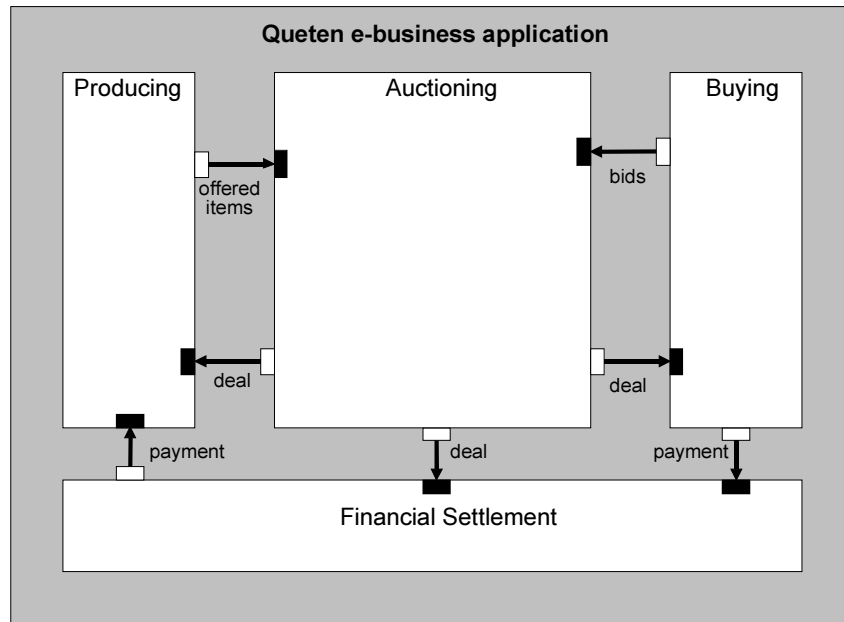 Queten e-business application
Producing
Auctioning
Buying
offered
items
bids
deal
deal
payment
deal
payment
Financial Settlement